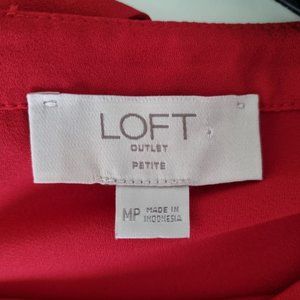 LOFT
OUTLET
PETITE
MP
MADE IN
INDONESIA